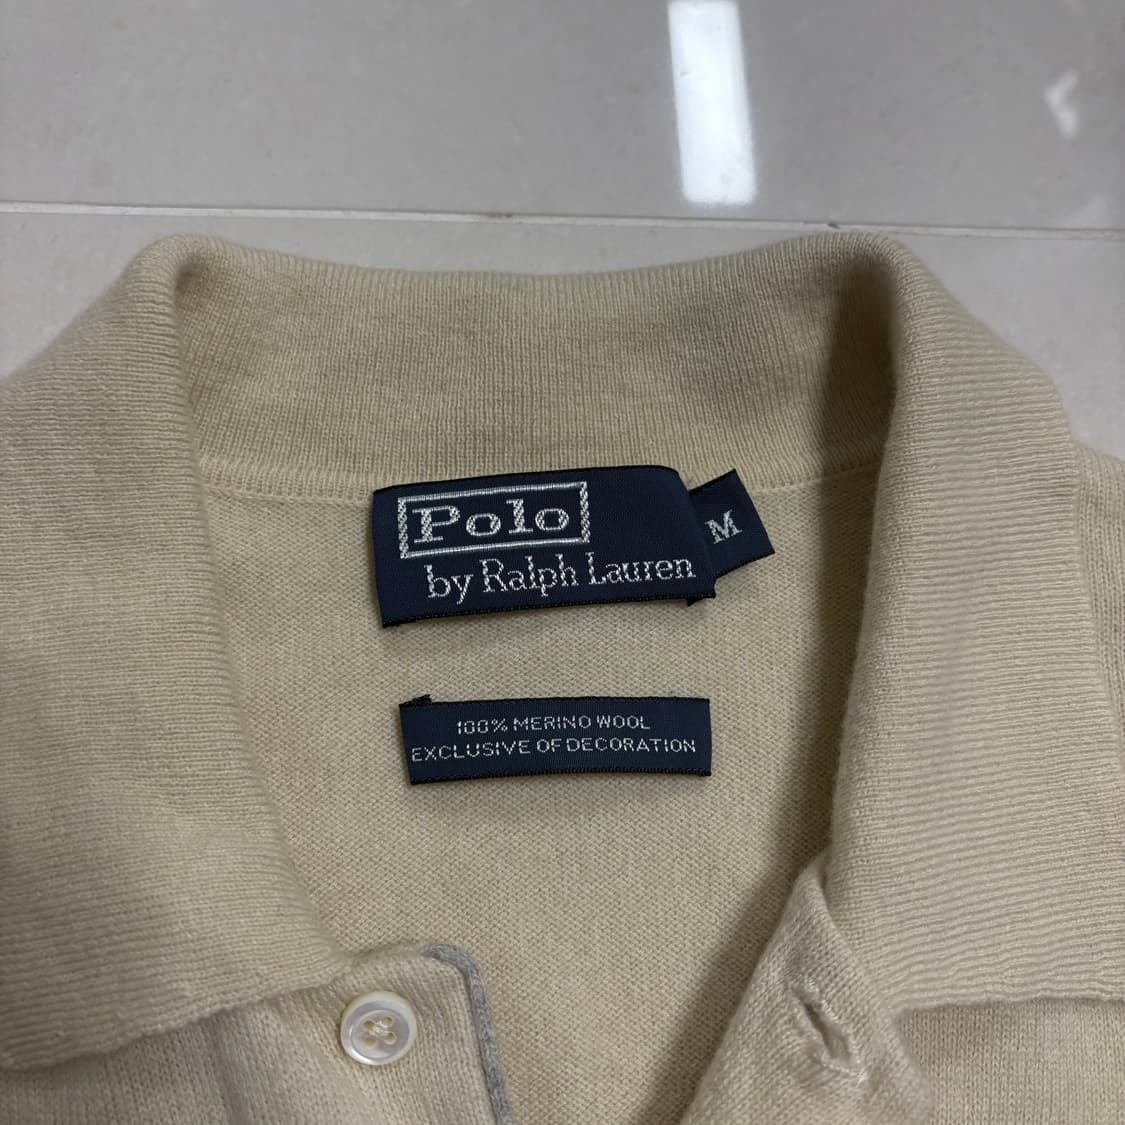 Polo
by Ralph Lauren
M
100% MERINO WOOL
EXCLUSIVE OF DECORATION